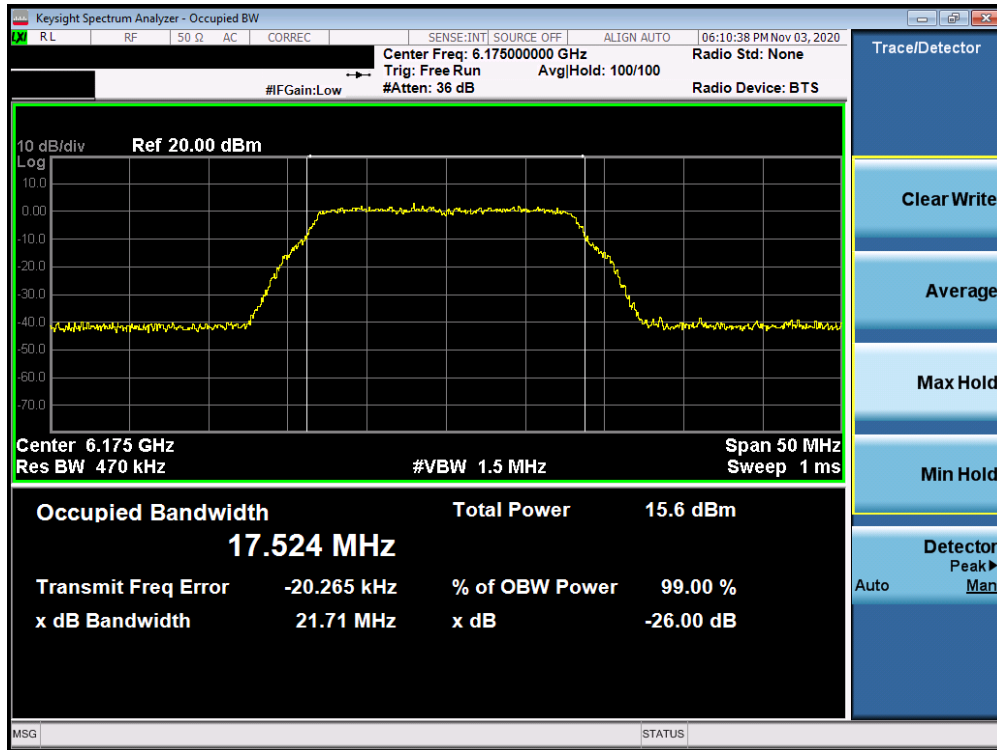 Keysight Spectrum Analyzer - Occupied BW
LXI RL RF 50 Ω AC CORREC SENSE:INT SOURCE OFF ALIGN AUTO 06:10:38 PM Nov 03, 2020
Center Freq: 6.175000000 GHz Radio Std: None
Trig: Free Run Avg|Hold: 100/100
#IFGain:Low #Atten: 36 dB Radio Device: BTS
Trace/Detector
10 dB/div Ref 20.00 dBm
Log
10.0
0.00
-10.0
-20.0
-30.0
-40.0
-50.0
-60.0
-70.0
Center 6.175 GHz Span 50 MHz
Res BW 470 kHz #VBW 1.5 MHz Sweep 1 ms
Occupied Bandwidth Total Power 15.6 dBm
17.524 MHz
Transmit Freq Error -20.265 kHz % of OBW Power 99.00 %
x dB Bandwidth 21.71 MHz x dB -26.00 dB
Clear Write
Average
Max Hold
Min Hold
Detector
Peak▶
Auto Man
MSG STATUS